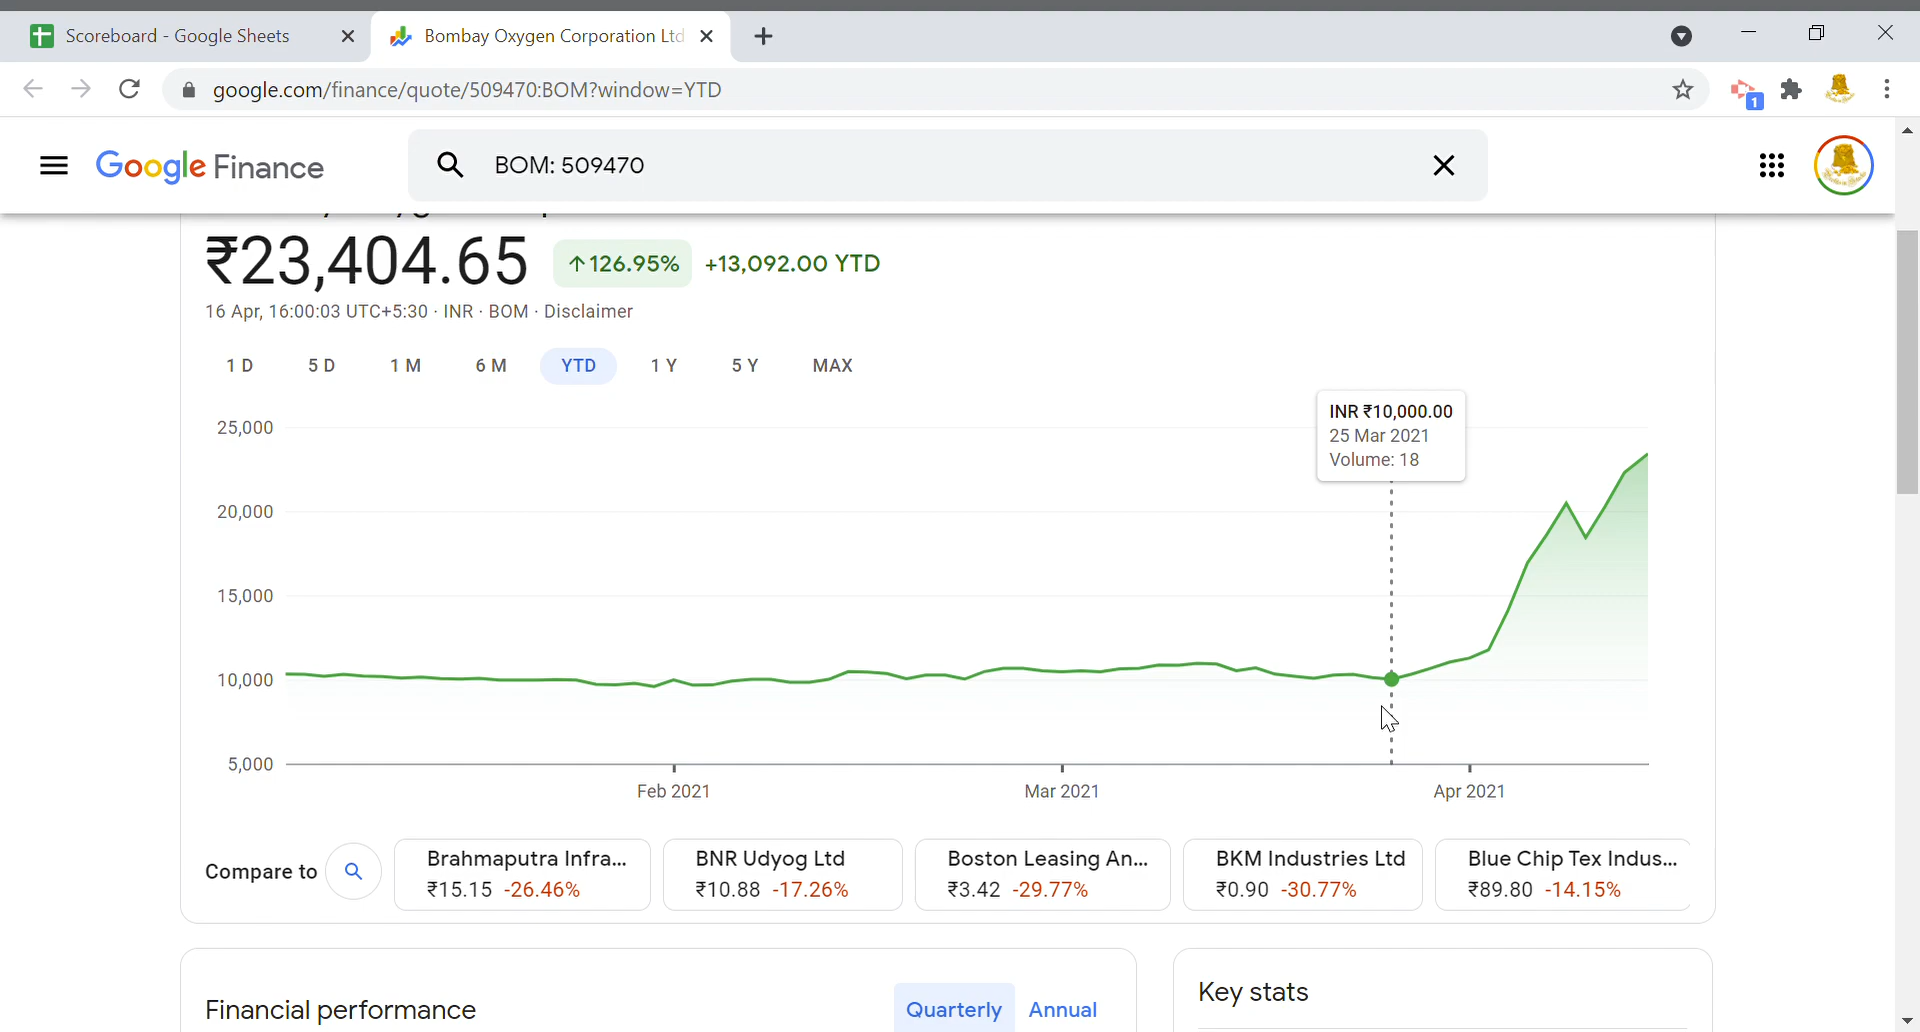 Scoreboard - Google Sheets
Bombay Oxygen Corporation Ltd
google.com/finance/quote/509470:BOM?window=YTD
1
Google Finance
BOM: 509470
₹23,404.65
↑126.95%
+13,092.00 YTD
16 Apr, 16:00:03 UTC+5:30 · INR · BOM · Disclaimer
1 D
5 D
1 M
6 M
YTD
1 Y
5 Y
MAX
INR ₹10,000.00
25 Mar 2021
Volume: 18
25,000
20,000
15,000
10,000
5,000
Feb 2021
Mar 2021
Apr 2021
Compare to
Brahmaputra Infra...
₹15.15 -26.46%
BNR Udyog Ltd
₹10.88 -17.26%
Boston Leasing An...
₹3.42 -29.77%
BKM Industries Ltd
₹0.90 -30.77%
Blue Chip Tex Indus...
₹89.80 -14.15%
Financial performance
Quarterly
Annual
Key stats